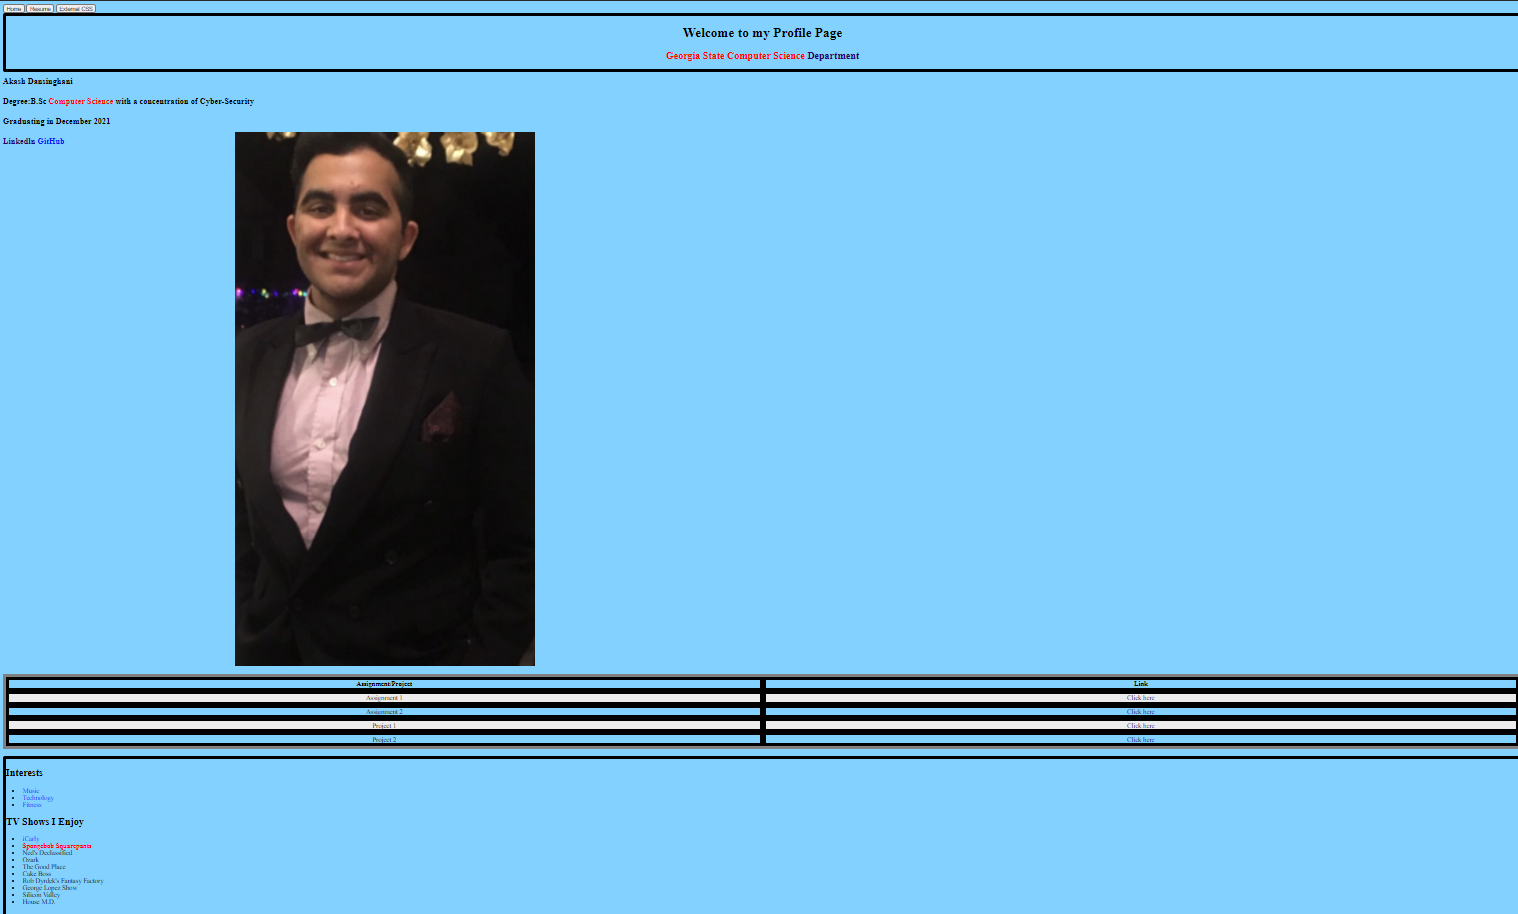 Home Resume External CSS
Welcome to my Profile Page
Georgia State Computer Science Department
Akash Dansinghani
Degree:B.Sc Computer Science with a concentration of Cyber-Security
Graduating in December 2021
LinkedIn GitHub
Assignment/Project Link
Assignment 1 Click here
Assignment 2 Click here
Project 1 Click here
Project 2 Click here
Interests
Music
Technology
Fitness
TV Shows I Enjoy
iCarly
Spongebob Squarepants
Ned's Declassified
Ozark
The Good Place
Cake Boss
Rob Dyrdek's Fantasy Factory
George Lopez Show
Silicon Valley
House M.D.